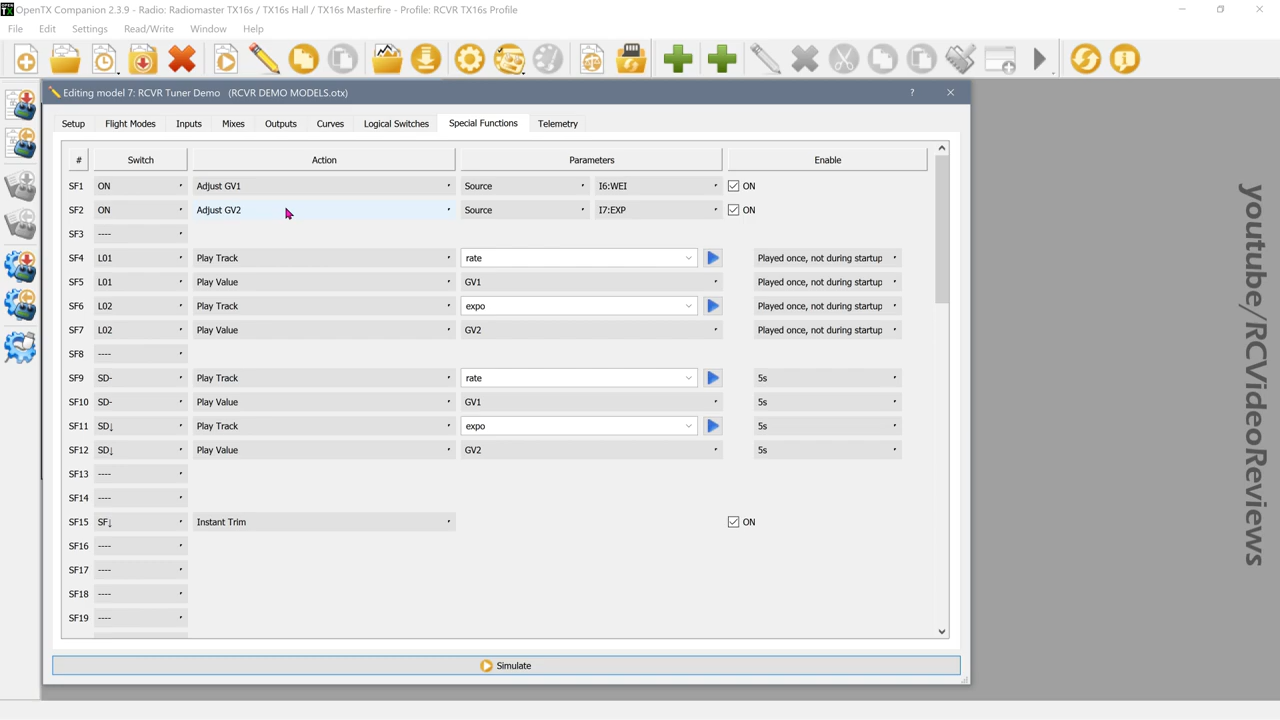 OPEN TX
OpenTX Companion 2.3.9 - Radio: Radiomaster TX16s / TX16s Hall / TX16s Masterfire - Profile: RCVR TX16s Profile
File Edit Settings Read/Write Window Help
Editing model 7: RCVR Tuner Demo (RCVR DEMO MODELS.otx)
Setup Flight Modes Inputs Mixes Outputs Curves Logical Switches Special Functions Telemetry
# Switch Action Parameters Enable
SF1 ON Adjust GV1 Source I6:WEI ON
SF2 ON Adjust GV2 Source I7:EXP ON
SF3 ----
SF4 L01 Play Track rate Played once, not during startup
SF5 L01 Play Value GV1 Played once, not during startup
SF6 L02 Play Track expo Played once, not during startup
SF7 L02 Play Value GV2 Played once, not during startup
SF8 ----
SF9 SD- Play Track rate 5s
SF10 SD- Play Value GV1 5s
SF11 SD↓ Play Track expo 5s
SF12 SD↓ Play Value GV2 5s
SF13 ----
SF14 ----
SF15 SF↓ Instant Trim ON
SF16 ----
SF17 ----
SF18 ----
SF19 ----
Simulate
youtube/RCVideoReviews